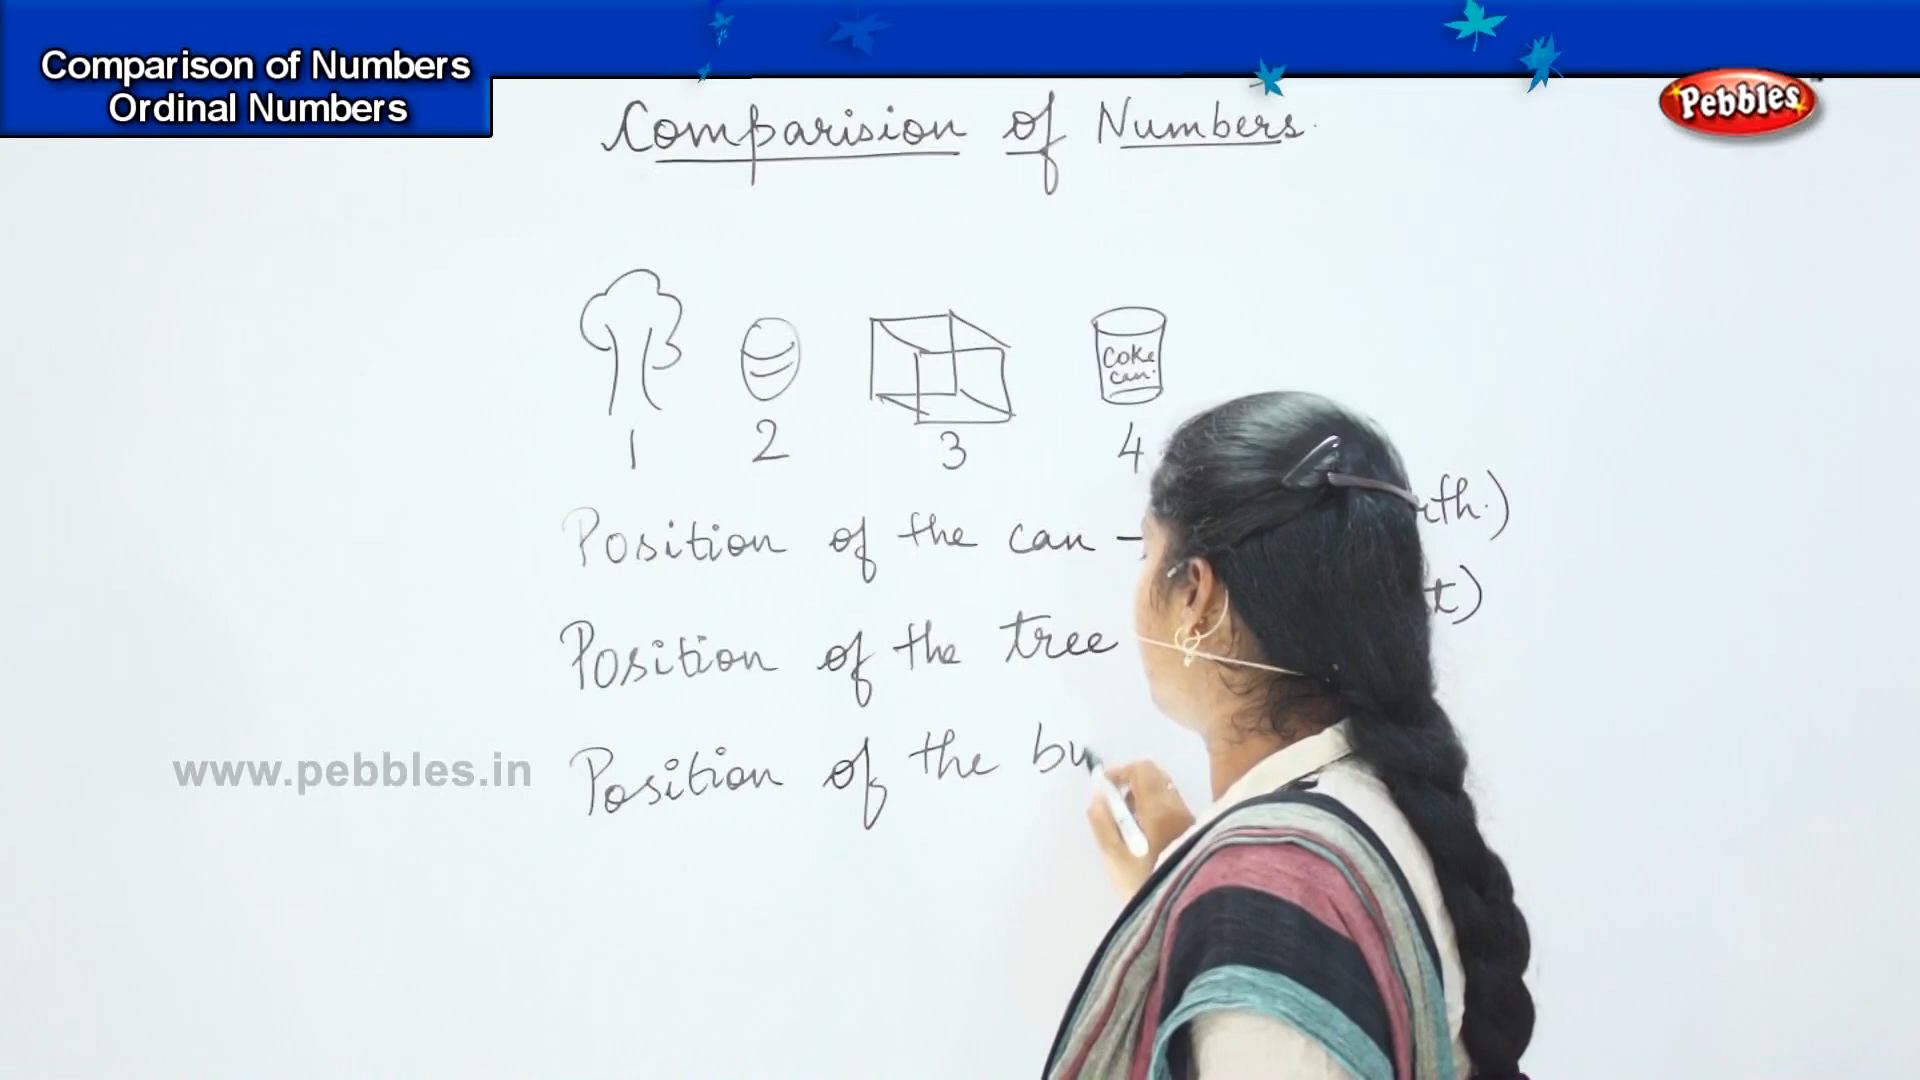 Comparison of Numbers
Ordinal Numbers
Pebbles
Comparision of Numbers.
Coke
can.
1 2 3 4
Position of the can -
Position of the tree
www.pebbles.in
Position of the